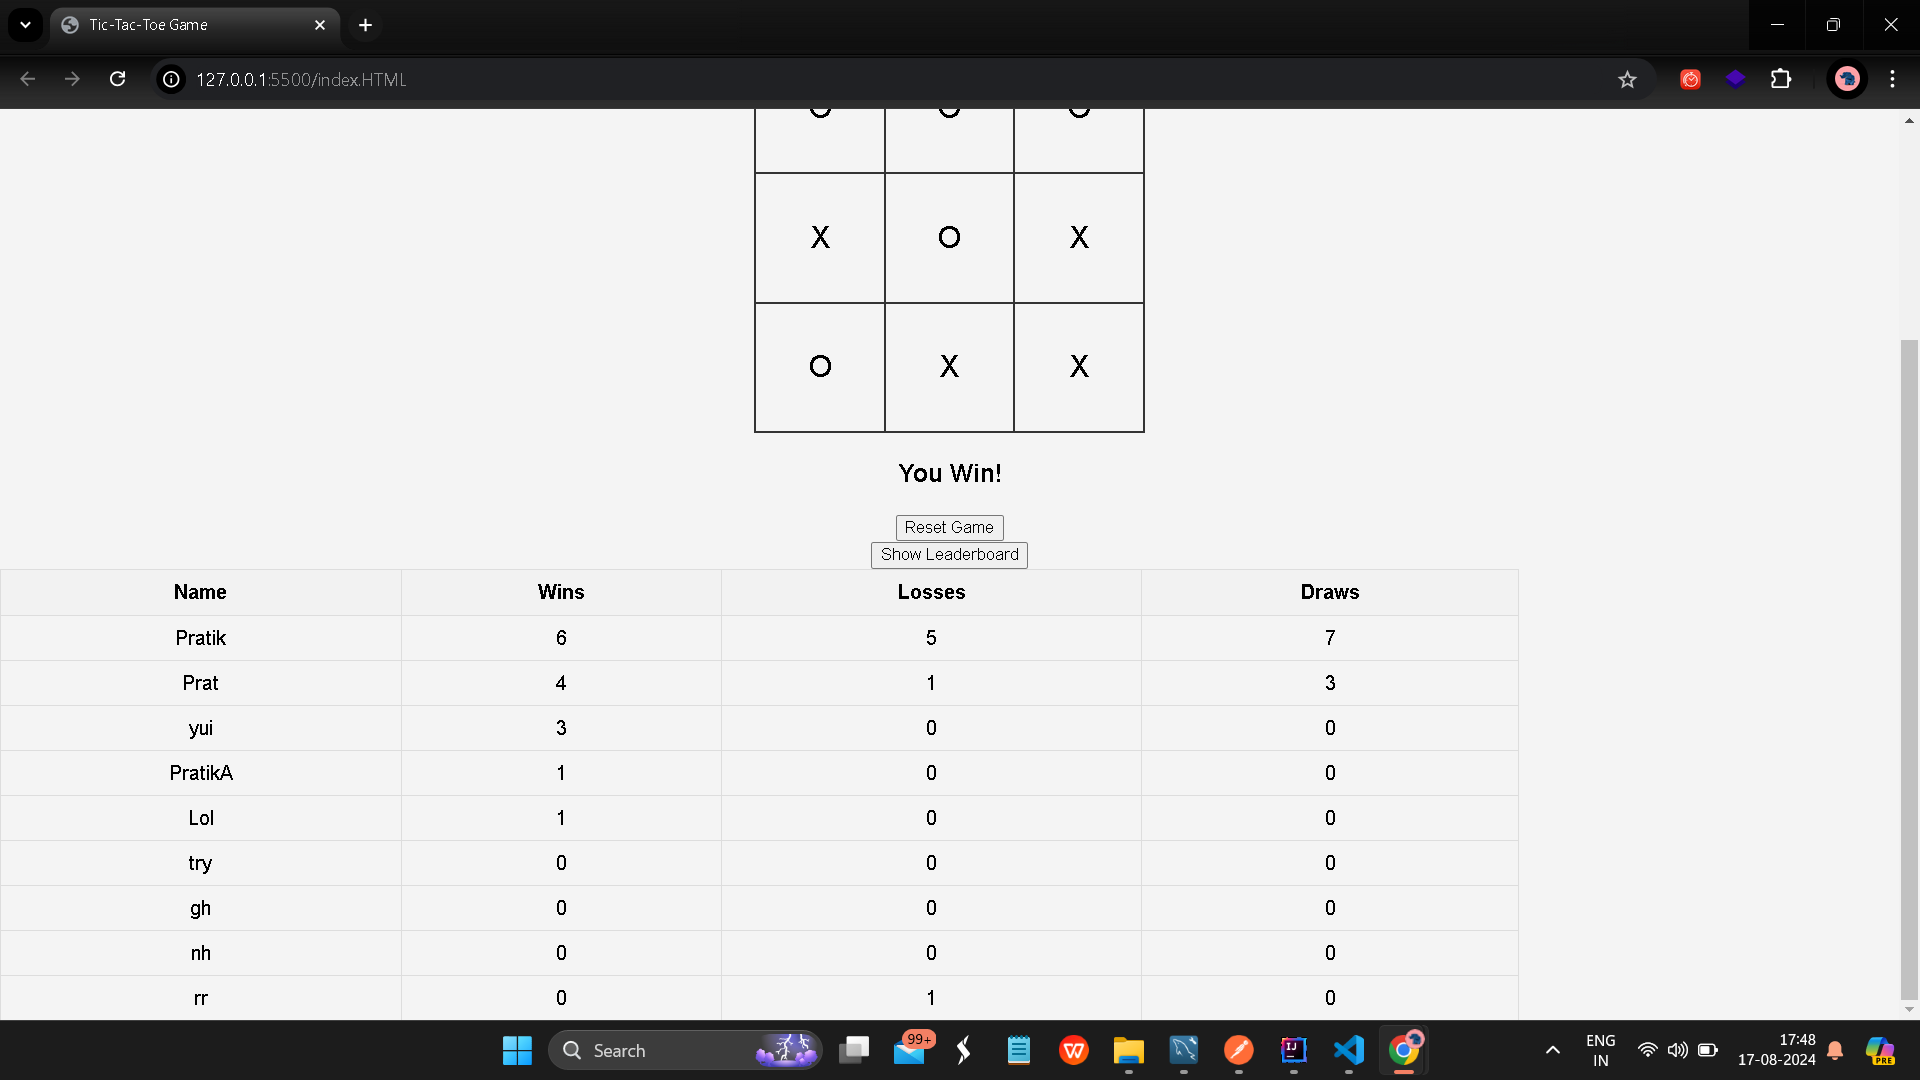 Tic-Tac-Toe Game
127.0.0.1:5500/index.HTML
O O O
X O X
O X X
You Win!
Reset Game
Show Leaderboard
Name Wins Losses Draws
Pratik 6 5 7
Prat 4 1 3
yui 3 0 0
PratikA 1 0 0
Lol 1 0 0
try 0 0 0
gh 0 0 0
nh 0 0 0
rr 0 1 0
Search
99+
W
IJ
ENG
IN
17:48
17-08-2024
PRE